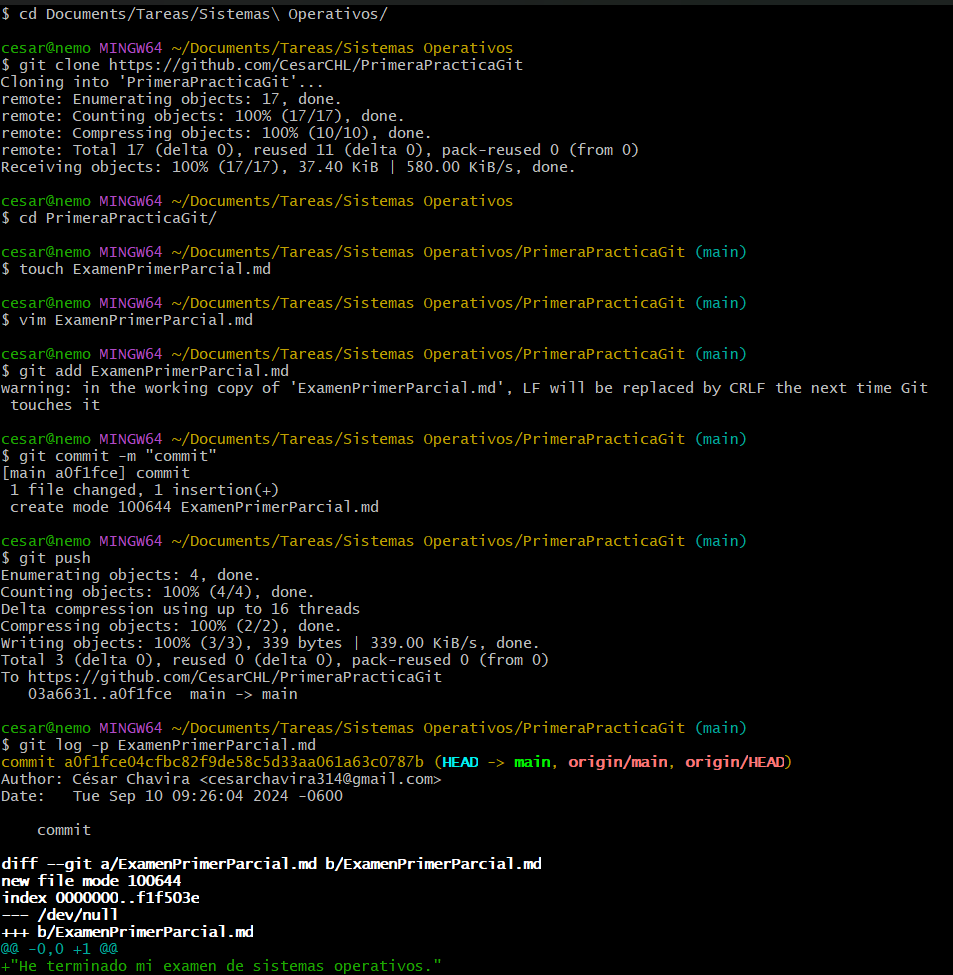 $ cd Documents/Tareas/Sistemas\ Operativos/
cesar@nemo MINGW64 ~/Documents/Tareas/Sistemas Operativos
$ git clone https://github.com/CesarCHL/PrimeraPracticaGit
Cloning into 'PrimeraPracticaGit'...
remote: Enumerating objects: 17, done.
remote: Counting objects: 100% (17/17), done.
remote: Compressing objects: 100% (10/10), done.
remote: Total 17 (delta 0), reused 11 (delta 0), pack-reused 0 (from 0)
Receiving objects: 100% (17/17), 37.40 KiB | 580.00 KiB/s, done.
cesar@nemo MINGW64 ~/Documents/Tareas/Sistemas Operativos
$ cd PrimeraPracticaGit/
cesar@nemo MINGW64 ~/Documents/Tareas/Sistemas Operativos/PrimeraPracticaGit (main)
$ touch ExamenPrimerParcial.md
cesar@nemo MINGW64 ~/Documents/Tareas/Sistemas Operativos/PrimeraPracticaGit (main)
$ vim ExamenPrimerParcial.md
cesar@nemo MINGW64 ~/Documents/Tareas/Sistemas Operativos/PrimeraPracticaGit (main)
$ git add ExamenPrimerParcial.md
warning: in the working copy of 'ExamenPrimerParcial.md', LF will be replaced by CRLF the next time Git
 touches it
cesar@nemo MINGW64 ~/Documents/Tareas/Sistemas Operativos/PrimeraPracticaGit (main)
$ git commit -m "commit"
[main a0f1fce] commit
 1 file changed, 1 insertion(+)
 create mode 100644 ExamenPrimerParcial.md
cesar@nemo MINGW64 ~/Documents/Tareas/Sistemas Operativos/PrimeraPracticaGit (main)
$ git push
Enumerating objects: 4, done.
Counting objects: 100% (4/4), done.
Delta compression using up to 16 threads
Compressing objects: 100% (2/2), done.
Writing objects: 100% (3/3), 339 bytes | 339.00 KiB/s, done.
Total 3 (delta 0), reused 0 (delta 0), pack-reused 0 (from 0)
To https://github.com/CesarCHL/PrimeraPracticaGit
   03a6631..a0f1fce  main -> main
cesar@nemo MINGW64 ~/Documents/Tareas/Sistemas Operativos/PrimeraPracticaGit (main)
$ git log -p ExamenPrimerParcial.md
commit a0f1fce04cfbc82f9de58c5d33aa061a63c0787b (HEAD -> main, origin/main, origin/HEAD)
Author: César Chavira <cesarchavira314@gmail.com>
Date:   Tue Sep 10 09:26:04 2024 -0600
    commit
diff --git a/ExamenPrimerParcial.md b/ExamenPrimerParcial.md
new file mode 100644
index 0000000..f1f503e
--- /dev/null
+++ b/ExamenPrimerParcial.md
@@ -0,0 +1 @@
+"He terminado mi examen de sistemas operativos."